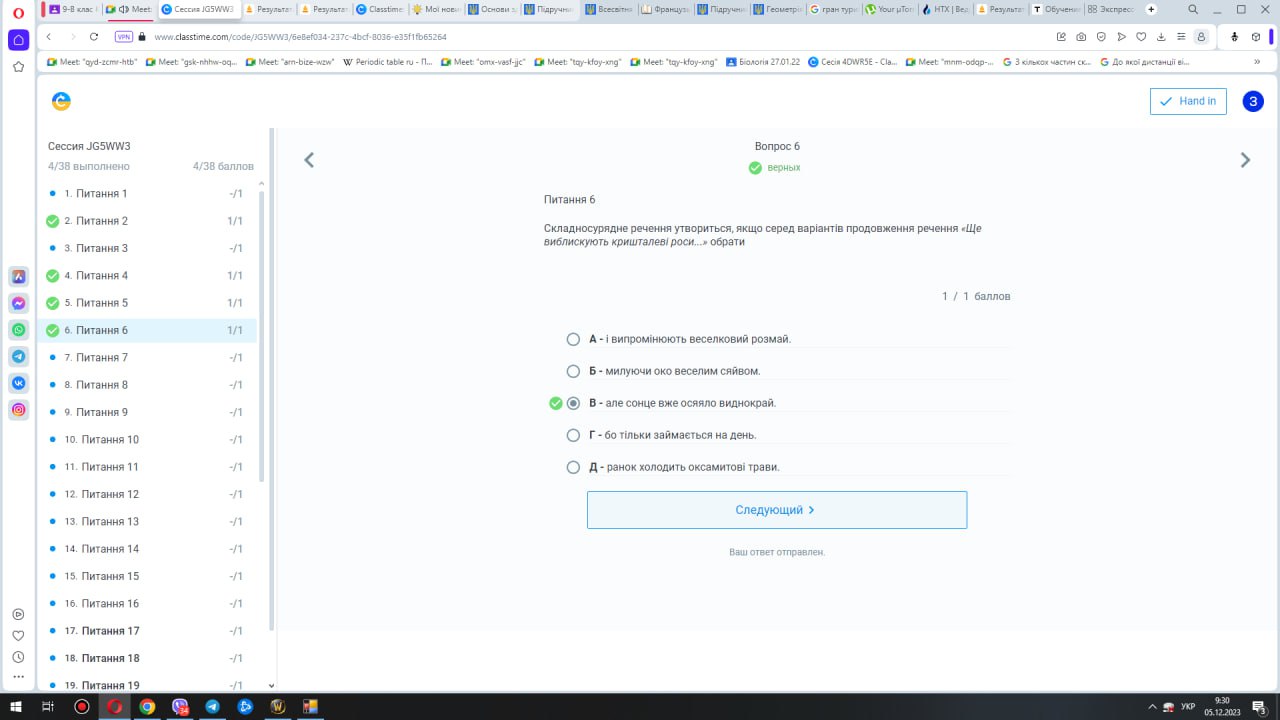 9-В клас
Meet:
Сессия JG5WW3
Результат
Результат
Classtime:
Мої нови
Основи з
Підручни
Всесвітня
Француз
Підручни
Геометрі
гран тури
Your µTor
HTX | Вед
Результат
Обучени
Экспресс
VPN
www.classtime.com/code/JG5WW3/6e8ef034-237c-4bcf-8036-e35f1fb65264
Meet: "qyd-zcmr-htb"
Meet: "gsk-nhhw-oq...
Meet: "arn-bize-wzw"
Periodic table ru - П...
Meet: "omx-vasf-jjc"
Meet: "tqy-kfoy-xng"
Meet: "tqy-kfoy-xng"
Біологія 27.01.22
Сесія 4DWR5E - Cla...
Meet: "mnm-odqp-...
З кількох частин ск...
До якої дистанції ві...
»
Hand in
З
Сессия JG5WW3
4/38 выполнено 4/38 баллов
1. Питання 1 -/1
2. Питання 2 1/1
3. Питання 3 -/1
4. Питання 4 1/1
5. Питання 5 1/1
6. Питання 6 1/1
7. Питання 7 -/1
8. Питання 8 -/1
9. Питання 9 -/1
10. Питання 10 -/1
11. Питання 11 -/1
12. Питання 12 -/1
13. Питання 13 -/1
14. Питання 14 -/1
15. Питання 15 -/1
16. Питання 16 -/1
17. Питання 17 -/1
18. Питання 18 -/1
19. Питання 19 -/1
Вопрос 6
верных
Питання 6
Складносурядне речення утвориться, якщо серед варіантів продовження речення «Ще
виблискують кришталеві роси...» обрати
1 / 1 баллов
А - і випромінюють веселковий розмай.
Б - милуючи око веселим сяйвом.
В - але сонце вже осяяло виднокрай.
Г - бо тільки займається на день.
Д - ранок холодить оксамитові трави.
Следующий
Ваш ответ отправлен.
УКР
9:30
05.12.2023